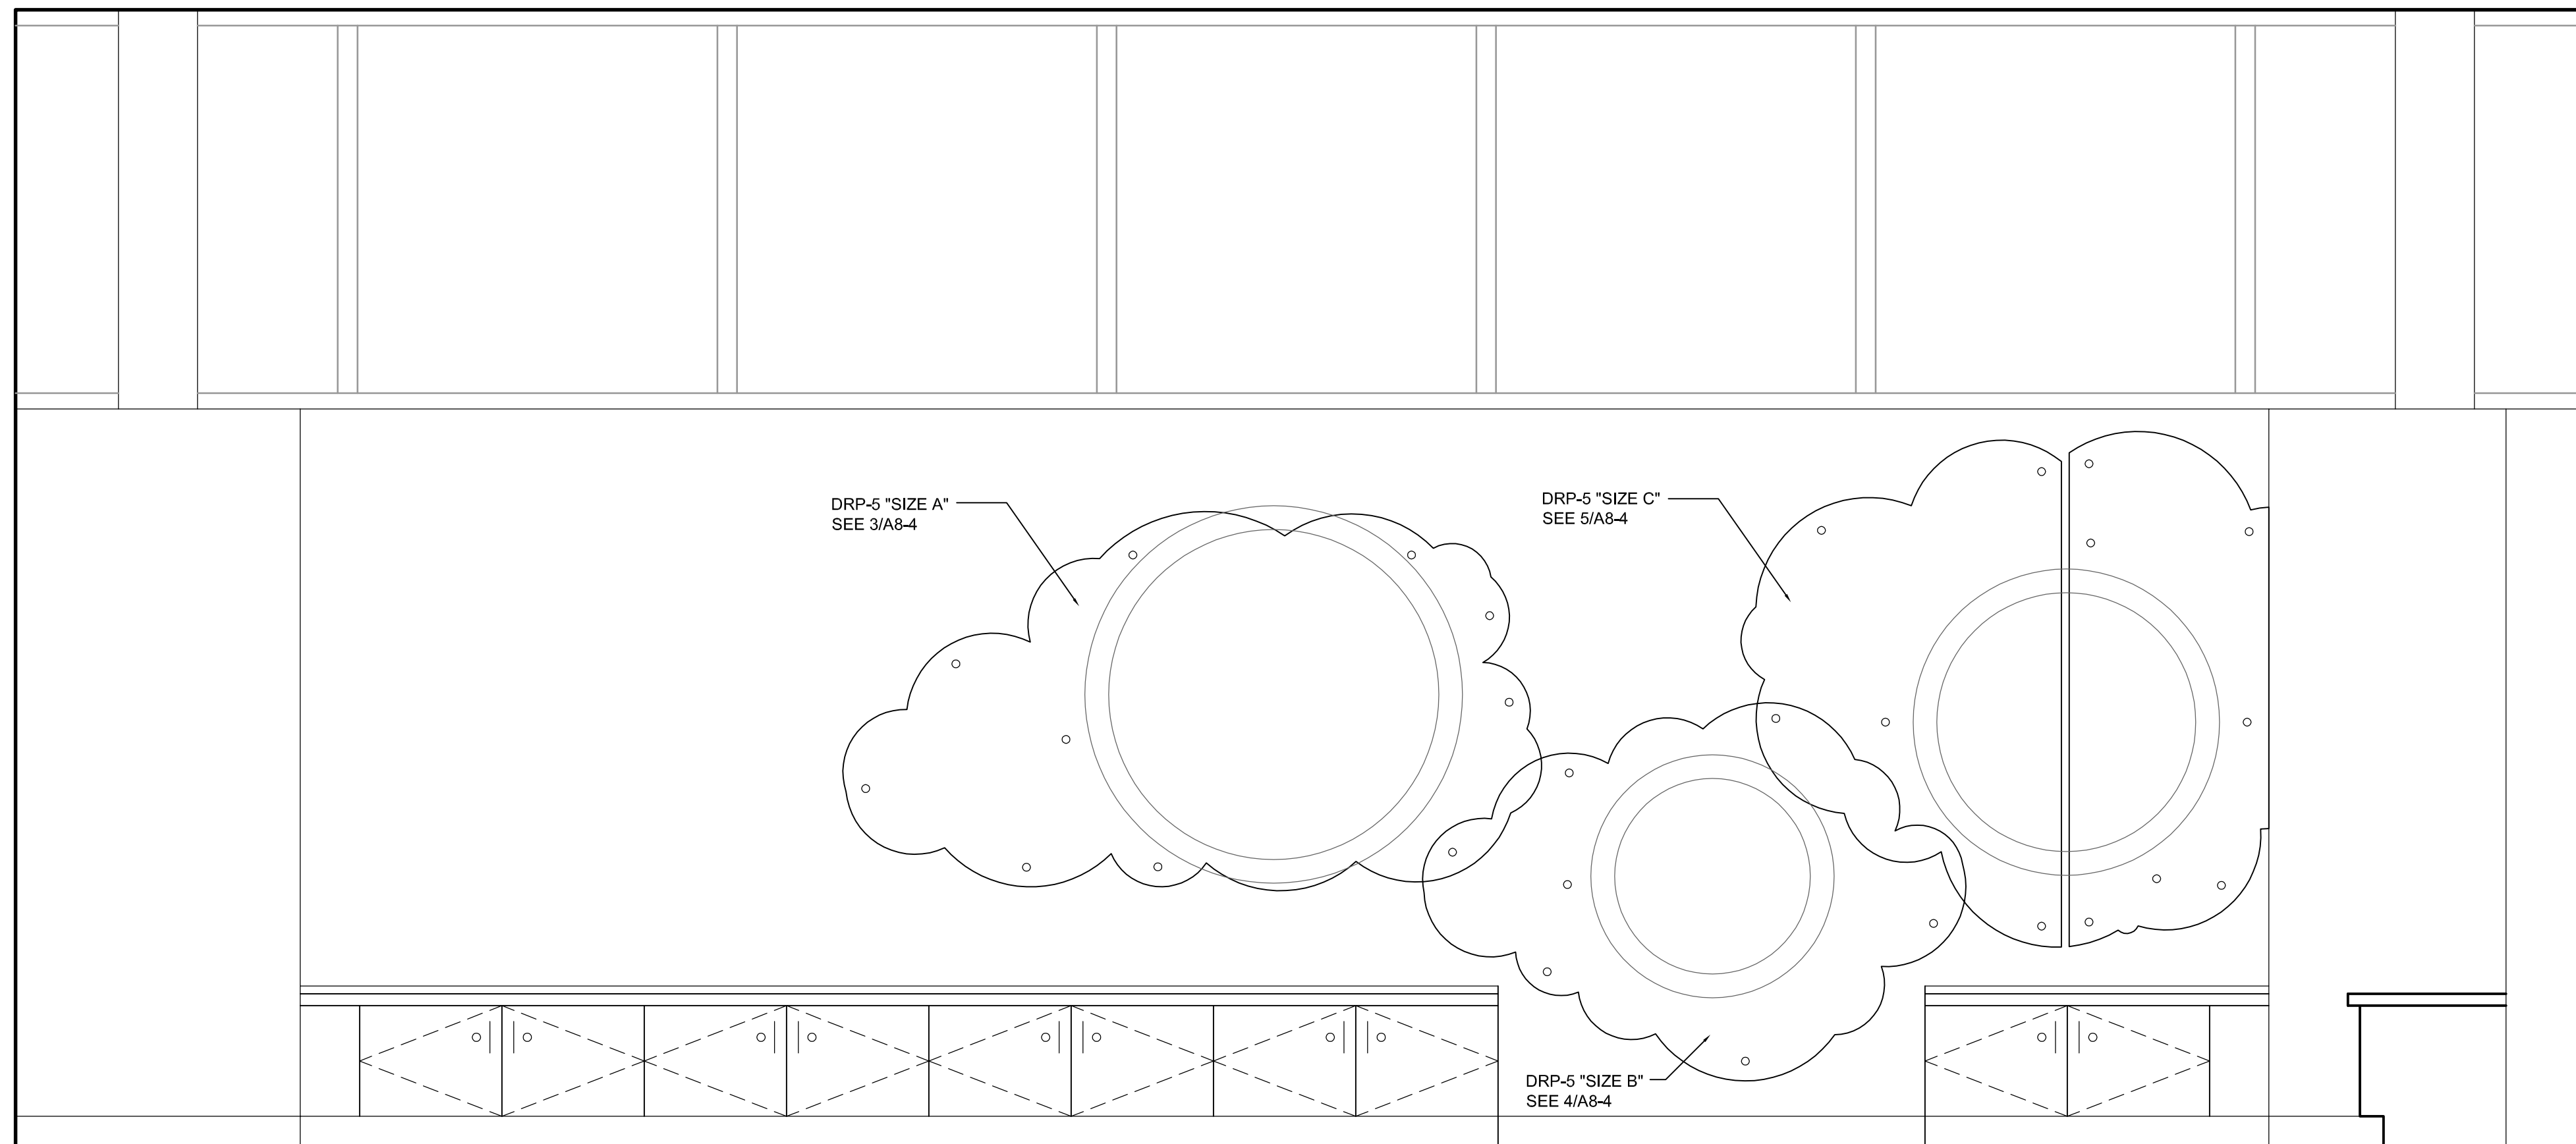 DRP-5 "SIZE A"
SEE 3/A8-4
DRP-5 "SIZE C"
SEE 5/A8-4
DRP-5 "SIZE B"
SEE 4/A8-4